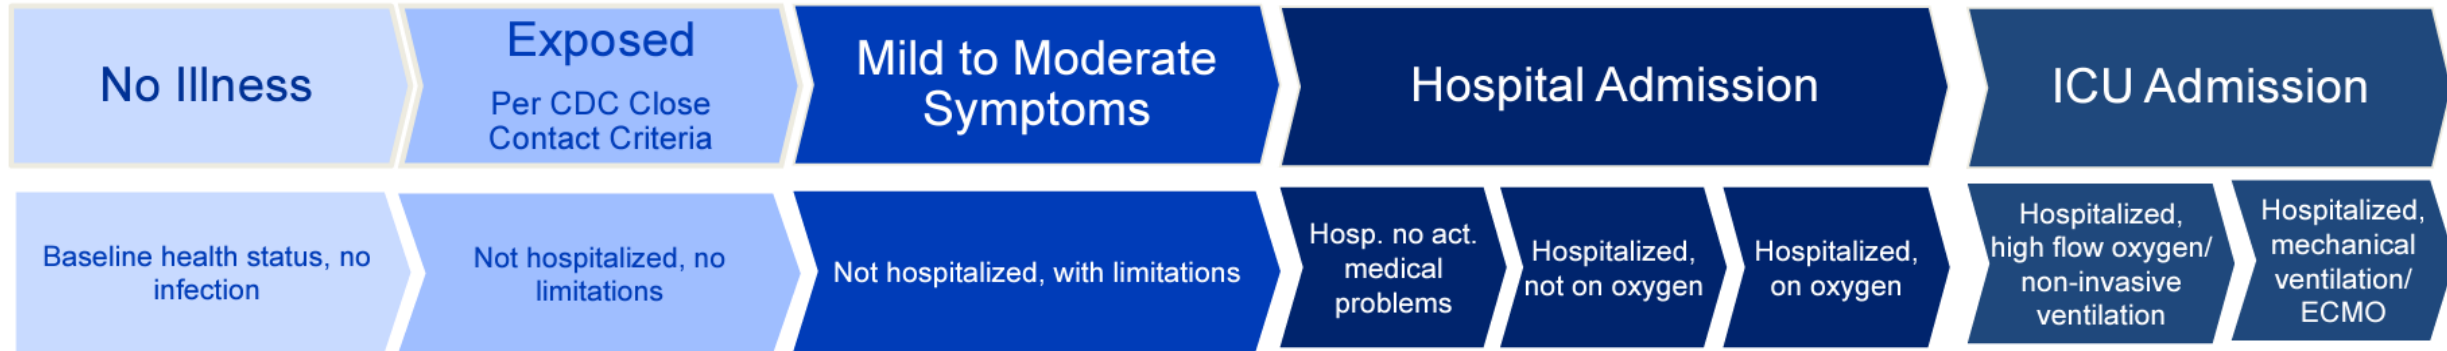 No Illness
Exposed
Per CDC Close
Contact Criteria
Mild to Moderate
Symptoms
Hospital Admission
ICU Admission
Baseline health status, no
infection
Not hospitalized, no
limitations
Not hospitalized, with limitations
Hosp. no act.
medical
problems
Hospitalized,
not on oxygen
Hospitalized,
on oxygen
Hospitalized,
high flow oxygen/
non-invasive
ventilation
Hospitalized,
mechanical
ventilation/
ECMO